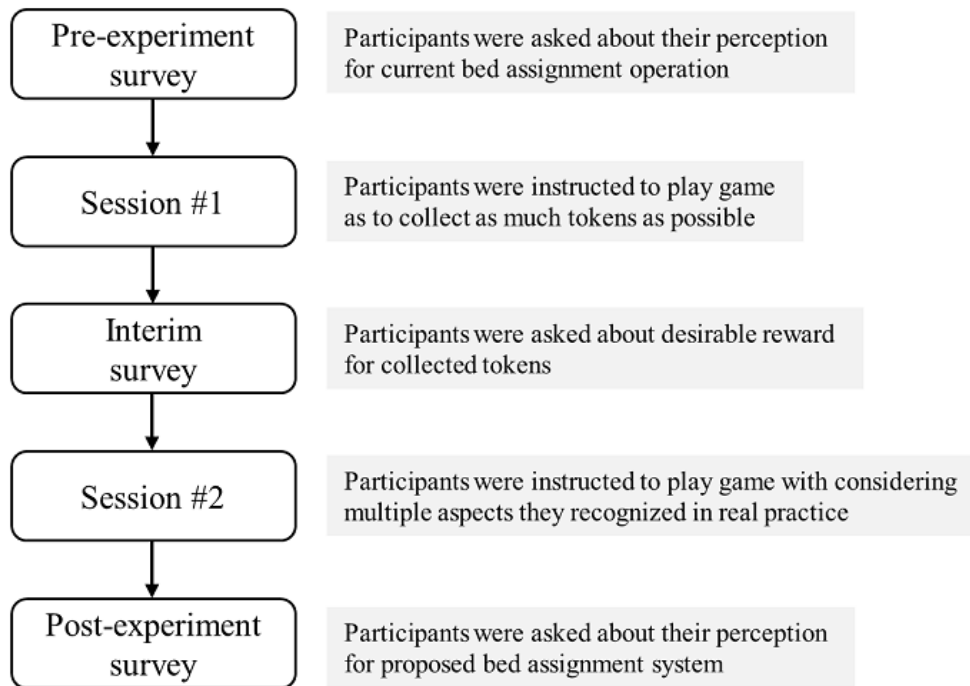 Pre-experiment
survey
Participants were asked about their perception
for current bed assignment operation
Session #1
Participants were instructed to play game
as to collect as much tokens as possible
Interim
survey
Participants were asked about desirable reward
for collected tokens
Session #2
Participants were instructed to play game with considering
multiple aspects they recognized in real practice
Post-experiment
survey
Participants were asked about their perception
for proposed bed assignment system